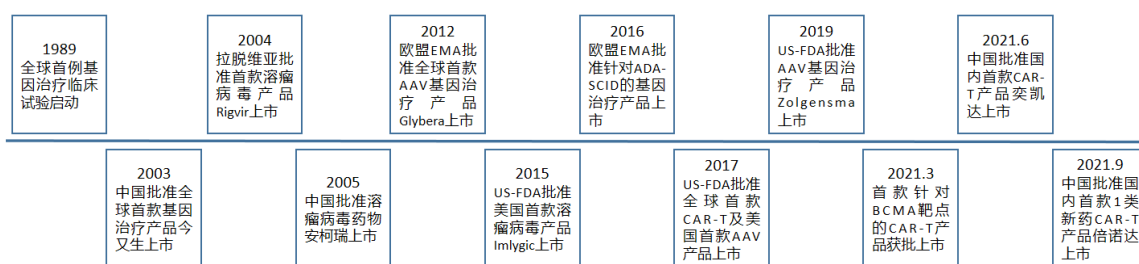 1989
全球首例基
因治疗临床
试验启动
2004
拉脱维亚批
准首款溶瘤
病毒产品
Rigvir上市
2012
欧盟EMA批
准全球首款
AAV基因治
疗产品
Glybera上市
2016
欧盟EMA批
准针对ADA-
SCID的基因
治疗产品上
市
2019
US-FDA批准
AAV基因治
疗产品
Zolgensma
上市
2021.6
中国批准国
内首款CAR-
T产品奕凯
达上市
2003
中国批准全
球首款基因
治疗产品今
又生上市
2005
中国批准溶
瘤病毒药物
安柯瑞上市
2015
US-FDA批准
美国首款溶
瘤病毒产品
Imlygic上市
2017
US-FDA批准
全球首款
CAR-T及美
国首款AAV
产品上市
2021.3
首款针对
BCMA靶点
的CAR-T产
品获批上市
2021.9
中国批准国
内首款1类
新药CAR-T
产品倍诺达
上市